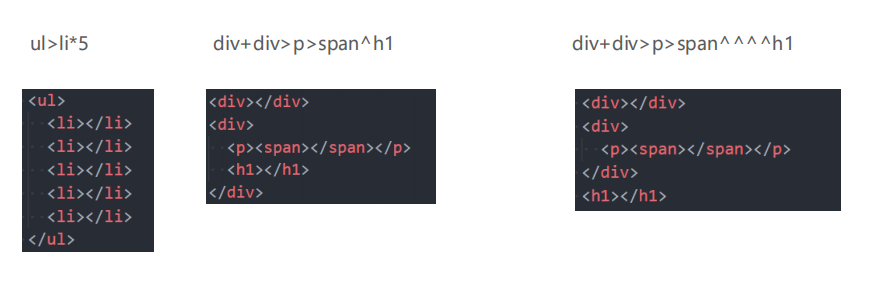 ul>li*5
<ul>
<li></li>
<li></li>
<li></li>
<li></li>
<li></li>
</ul>
div+div>p>span^h1
<div></div>
<div>
<p><span></span></p>
<h1></h1>
</div>
div+div>p>span^^^^h1
<div></div>
<div>
<p><span></span></p>
</div>
<h1></h1>